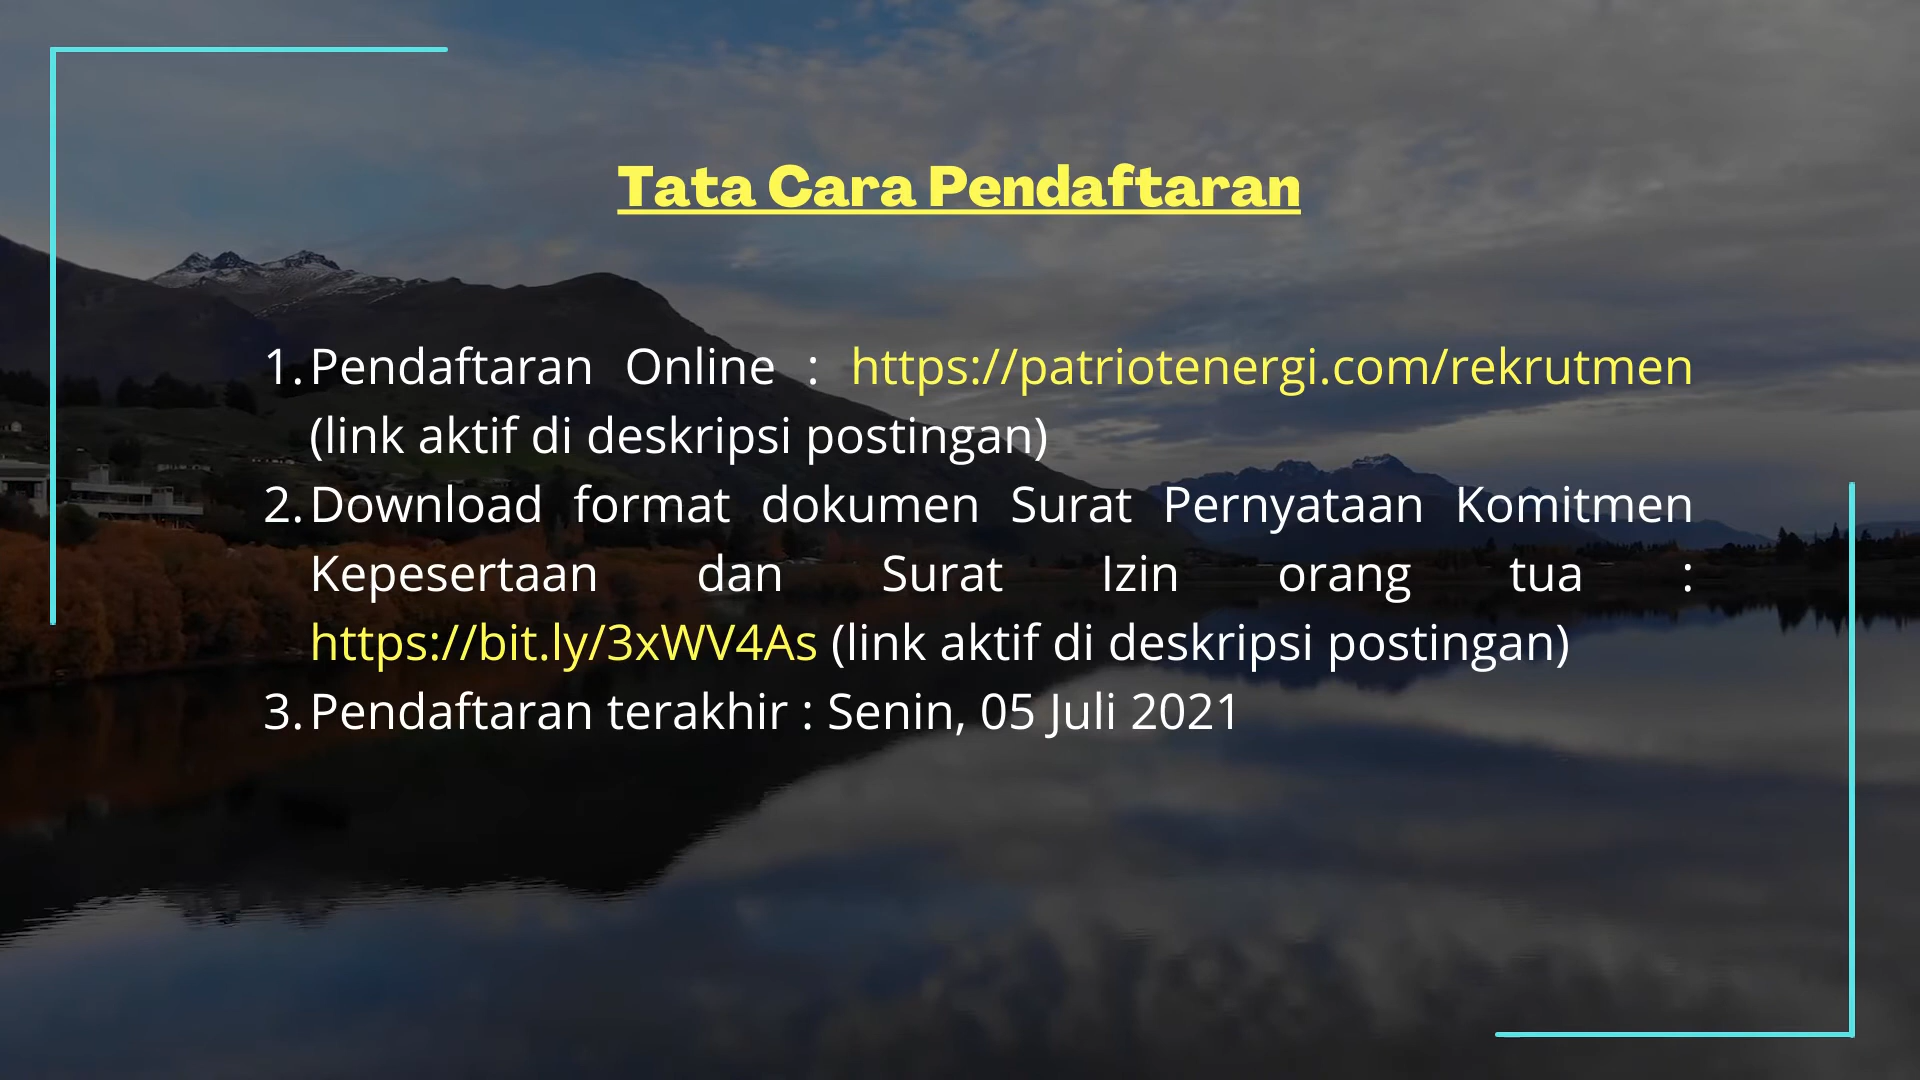 Tata Cara Pendaftaran
1. Pendaftaran Online : https://patriotenergi.com/rekrutmen
(link aktif di deskripsi postingan)
2. Download format dokumen Surat Pernyataan Komitmen
Kepesertaan dan Surat Izin orang tua :
https://bit.ly/3xWV4As (link aktif di deskripsi postingan)
3. Pendaftaran terakhir : Senin, 05 Juli 2021